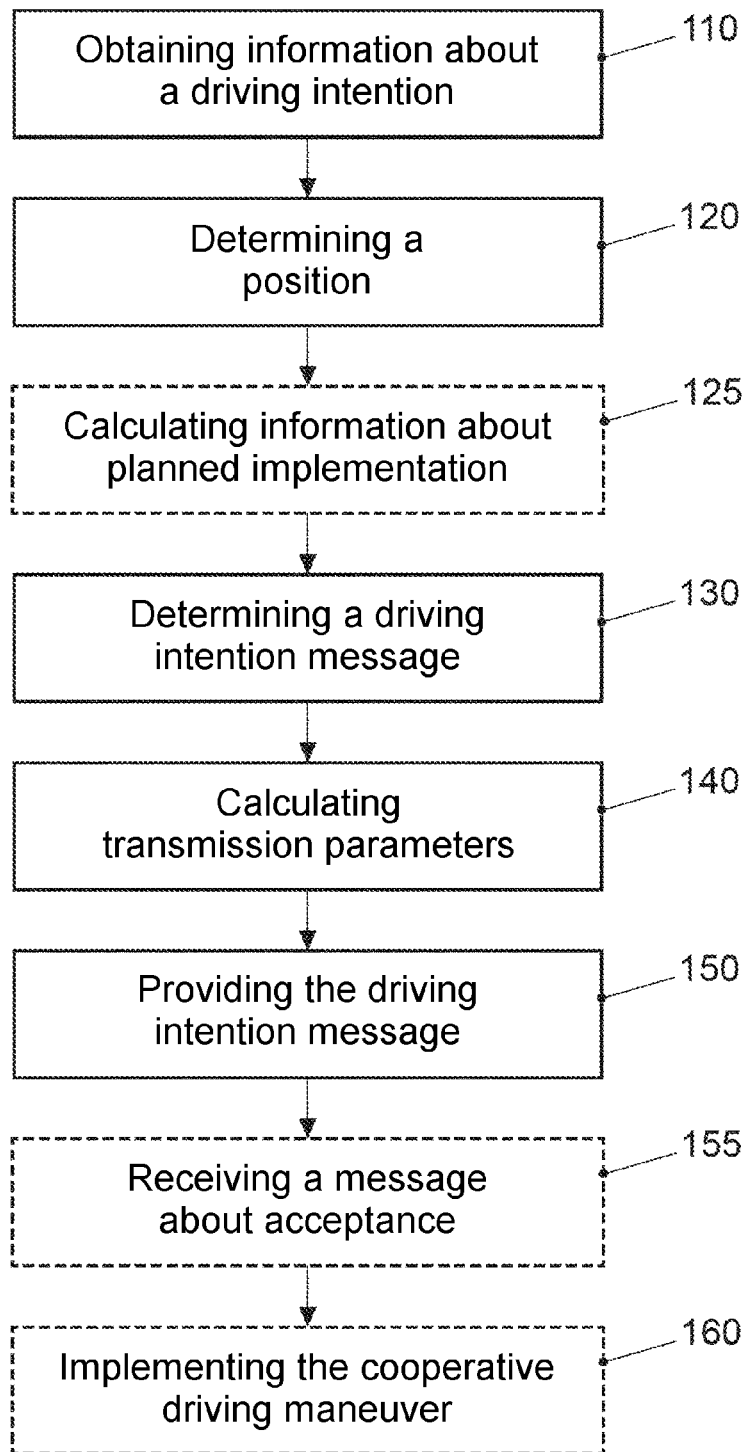 Obtaining information about
a driving intention
110
Determining a
position
120
Calculating information about
planned implementation
125
Determining a driving
intention message
130
Calculating
transmission parameters
140
Providing the driving
intention message
150
Receiving a message
about acceptance
155
Implementing the cooperative
driving maneuver
160